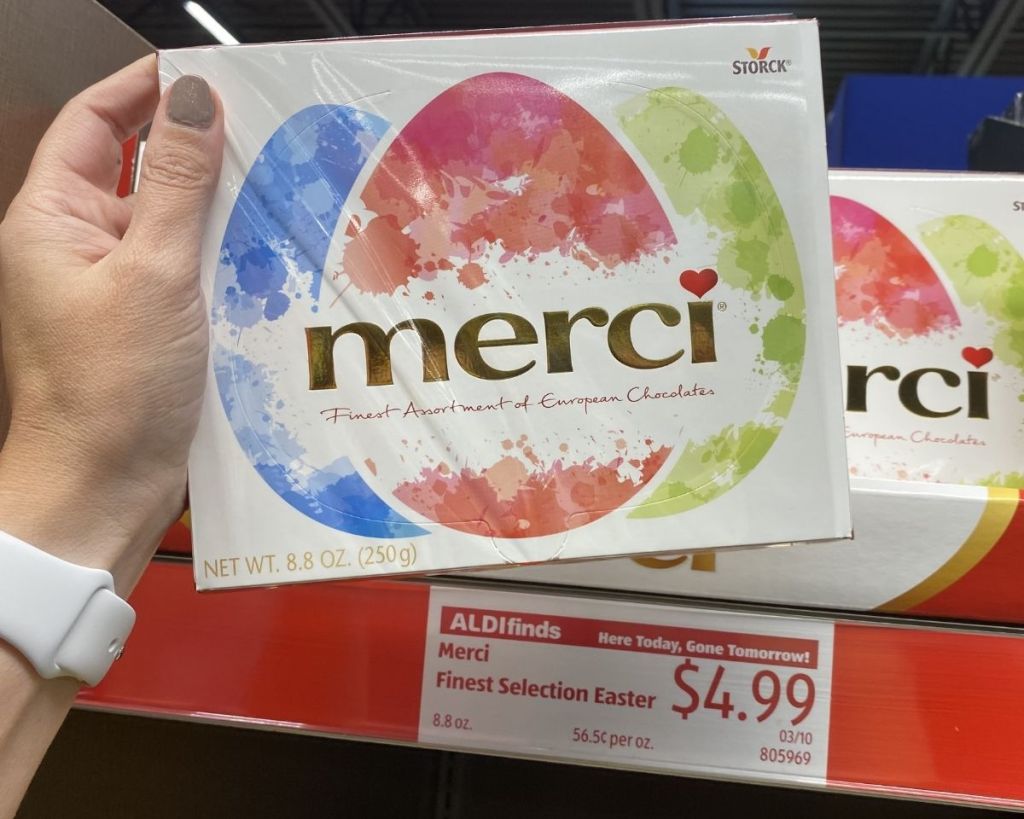 STORCK®
merci®
Finest Assortment of European Chocolates
NET WT. 8.8 OZ. (250g)
ST
rci
European Chocolates
ALDIfinds Here Today, Gone Tomorrow!
Merci
Finest Selection Easter $4.99
8.8 oz. 56.5¢ per oz. 03/10
805969